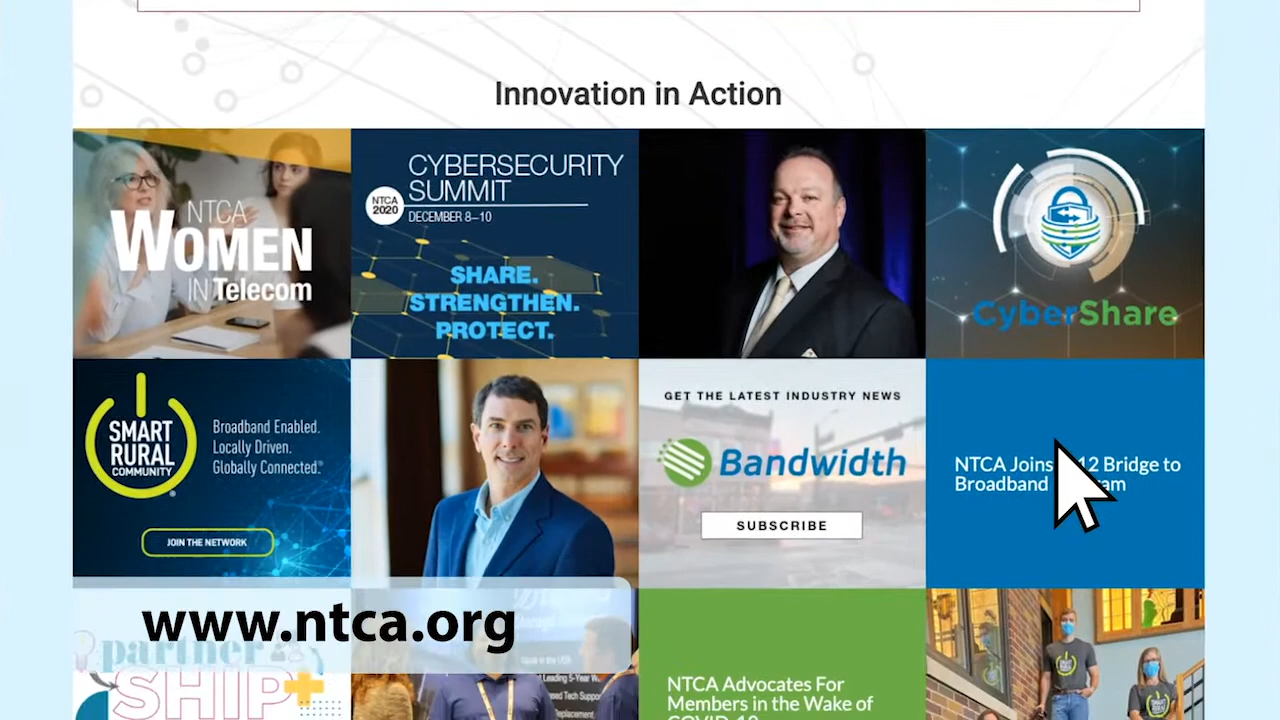 Innovation in Action
NTCA
WOMEN
IN Telecom
CYBERSECURITY
SUMMIT
NTCA
2020
DECEMBER 8–10
SHARE.
STRENGTHEN.
PROTECT.
CyberShare
SMART
RURAL
COMMUNITY
Broadband Enabled.
Locally Driven.
Globally Connected.
JOIN THE NETWORK
GET THE LATEST INDUSTRY NEWS
Bandwidth
SUBSCRIBE
NTCA Joins 12 Bridge to
Broadband
www.ntca.org
partner
SHIP+
NTCA Advocates For
Members in the Wake of